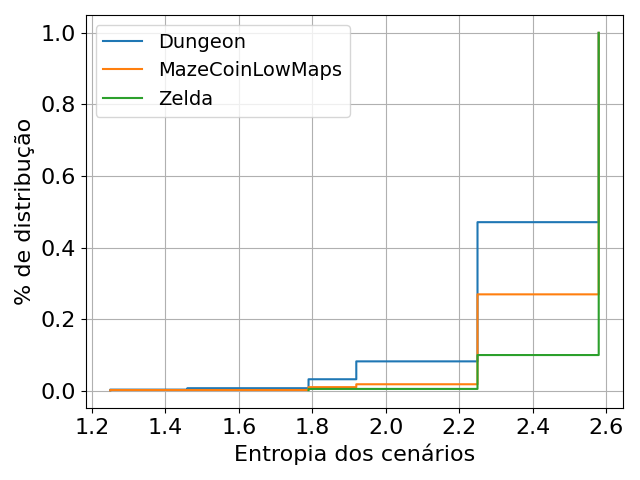 Dungeon
MazeCoinLowMaps
Zelda
% de distribução
1.0
0.8
0.6
0.4
0.2
0.0
1.2 1.4 1.6 1.8 2.0 2.2 2.4 2.6
Entropia dos cenários